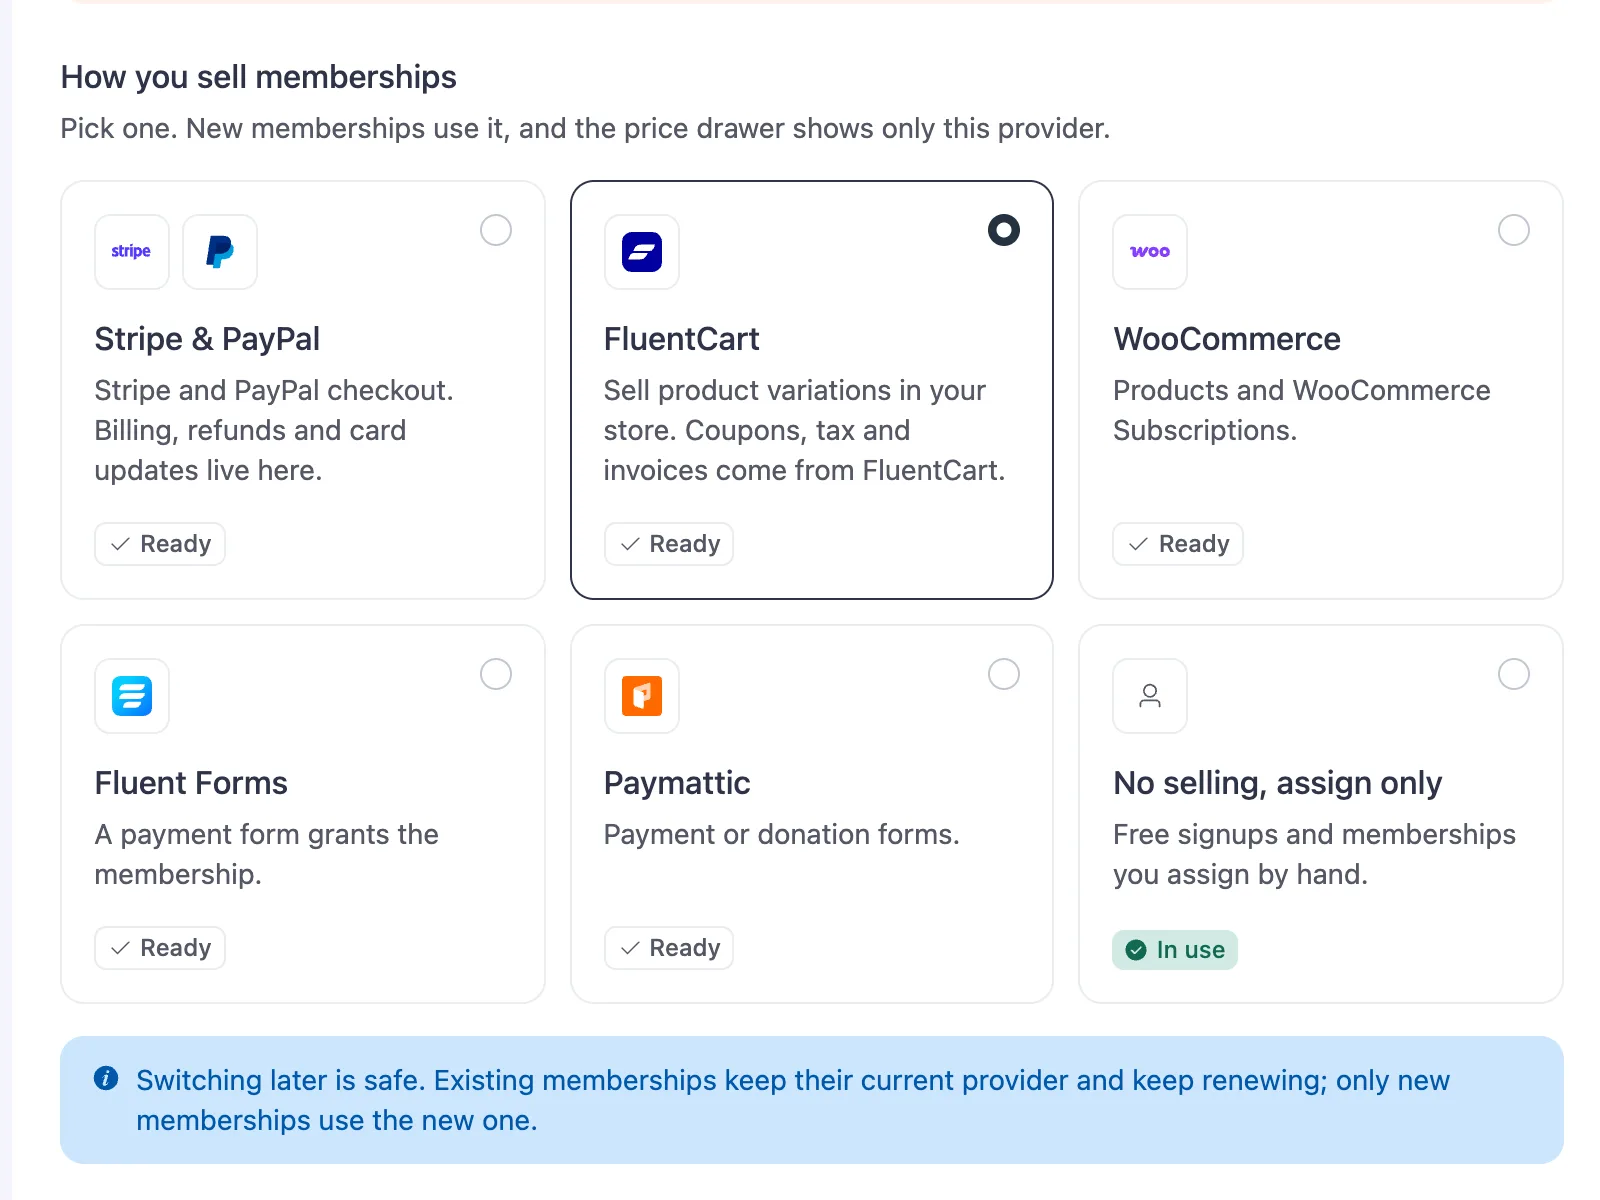 How you sell memberships
Pick one. New memberships use it, and the price drawer shows only this provider.
stripe
Stripe & PayPal
Stripe and PayPal checkout.
Billing, refunds and card
updates live here.
Ready
FluentCart
Sell product variations in your
store. Coupons, tax and
invoices come from FluentCart.
Ready
woo
WooCommerce
Products and WooCommerce
Subscriptions.
Ready
Fluent Forms
A payment form grants the
membership.
Ready
Paymattic
Payment or donation forms.
Ready
No selling, assign only
Free signups and memberships
you assign by hand.
In use
Switching later is safe. Existing memberships keep their current provider and keep renewing; only new
memberships use the new one.